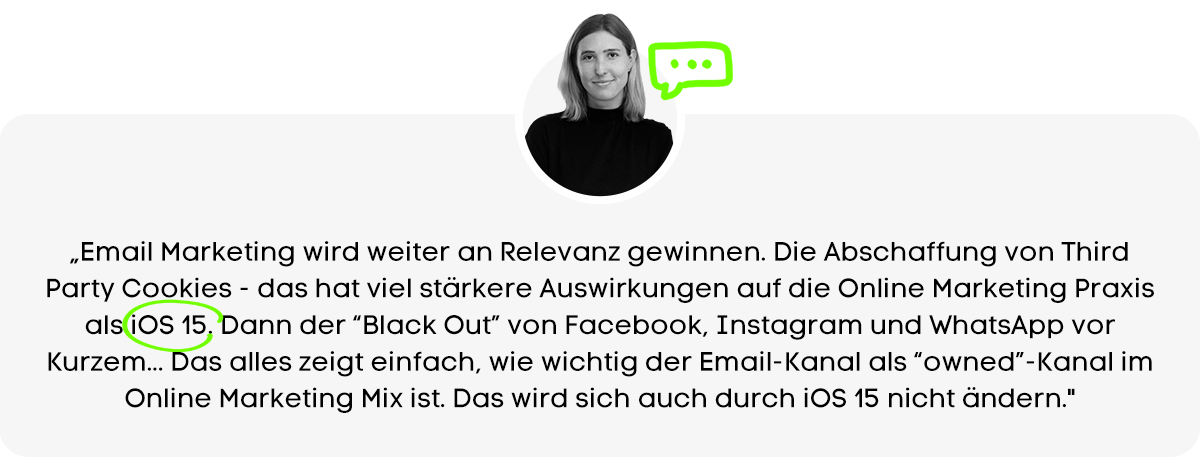 „Email Marketing wird weiter an Relevanz gewinnen. Die Abschaffung von Third
Party Cookies - das hat viel stärkere Auswirkungen auf die Online Marketing Praxis
als iOS 15. Dann der “Black Out” von Facebook, Instagram und WhatsApp vor
Kurzem... Das alles zeigt einfach, wie wichtig der Email-Kanal als “owned”-Kanal im
Online Marketing Mix ist. Das wird sich auch durch iOS 15 nicht ändern."